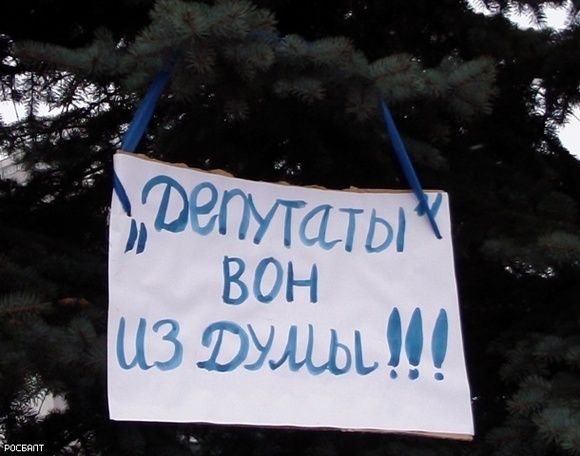 „Депутаты"
вон
из Думы!!!
РОСБАЛТ